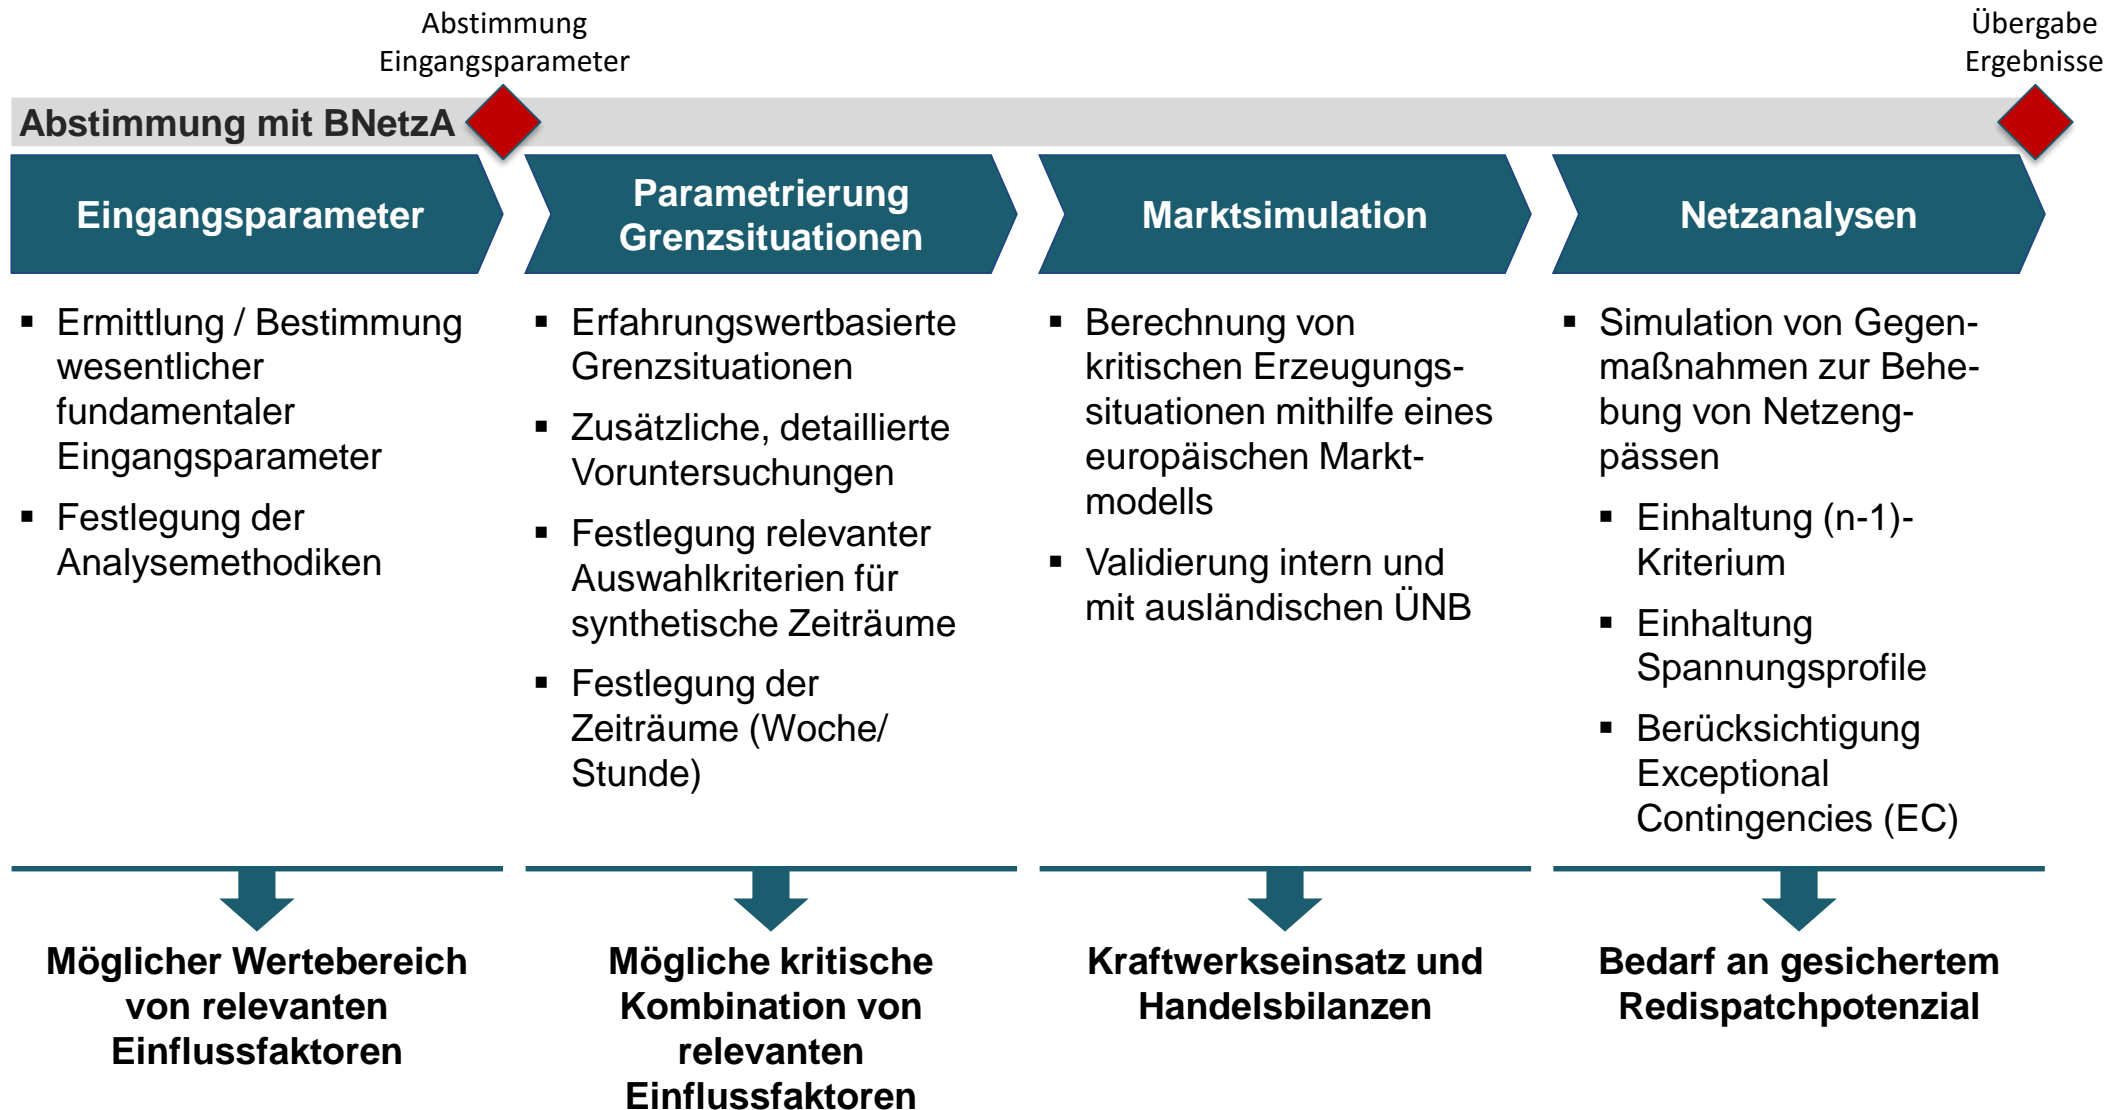 Abstimmung
Eingangsparameter
Übergabe
Ergebnisse
Abstimmung mit BNetzA
Eingangsparameter
▪ Ermittlung / Bestimmung
wesentlicher
fundamentaler
Eingangsparameter
▪ Festlegung der
Analysemethodiken
Möglicher Wertebereich
von relevanten
Einflussfaktoren
Parametrierung
Grenzsituationen
▪ Erfahrungswertbasierte
Grenzsituationen
▪ Zusätzliche, detaillierte
Voruntersuchungen
▪ Festlegung relevanter
Auswahlkriterien für
synthetische Zeiträume
▪ Festlegung der
Zeiträume (Woche/
Stunde)
Mögliche kritische
Kombination von
relevanten
Einflussfaktoren
Marktsimulation
▪ Berechnung von
kritischen Erzeugungs-
situationen mithilfe eines
europäischen Markt-
modells
▪ Validierung intern und
mit ausländischen ÜNB
Kraftwerkseinsatz und
Handelsbilanzen
Netzanalysen
▪ Simulation von Gegen-
maßnahmen zur Behe-
bung von Netzeng-
pässen
▪ Einhaltung (n-1)-
Kriterium
▪ Einhaltung
Spannungsprofile
▪ Berücksichtigung
Exceptional
Contingencies (EC)
Bedarf an gesichertem
Redispatchpotenzial